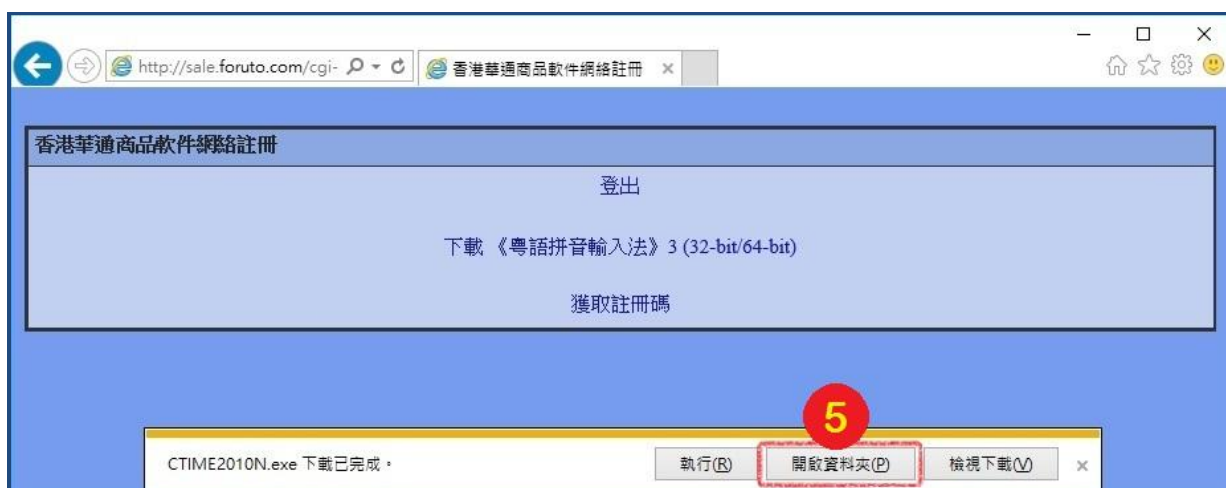 http://sale.foruto.com/cgi-
香港華通商品軟件網絡註冊
香港華通商品軟件網絡註冊
登出
下載 《粵語拼音輸入法》3 (32-bit/64-bit)
獲取註冊碼
5
CTIME2010N.exe 下載已完成。
執行(R) 開啟資料夾(P) 檢視下載(V)